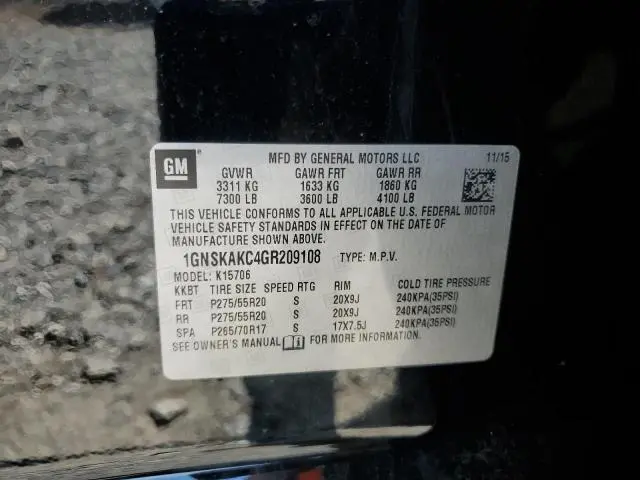 GM
MFD BY GENERAL MOTORS LLC 11/15
GVWR GAWR FRT GAWR RR
3311 KG 1633 KG 1860 KG
7300 LB 3600 LB 4100 LB
THIS VEHICLE CONFORMS TO ALL APPLICABLE U.S. FEDERAL MOTOR
VEHICLE SAFETY STANDARDS IN EFFECT ON THE DATE OF
MANUFACTURE SHOWN ABOVE.
1GNSKAKC4GR209108 TYPE: M.P.V.
MODEL: K15706
KKBT TIRE SIZE SPEED RTG RIM COLD TIRE PRESSURE
FRT P275/55R20 S 20X9J 240KPA(35PSI)
RR P275/55R20 S 20X9J 240KPA(35PSI)
SPA P265/70R17 S 17X7.5J 240KPA(35PSI)
SEE OWNER'S MANUAL FOR MORE INFORMATION.